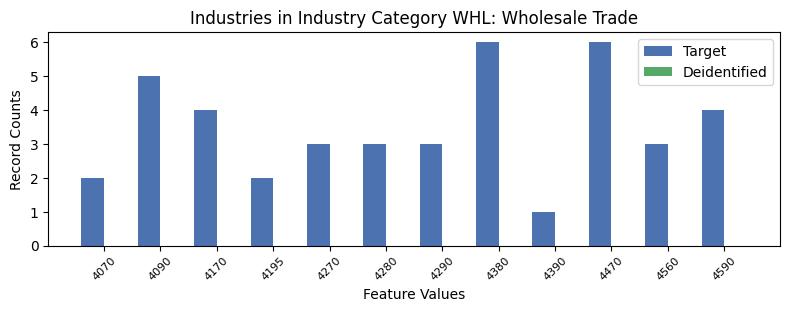 Industries in Industry Category WHL: Wholesale Trade
Target
Deidentified
Record Counts
6
5
4
3
2
1
0
4070 4090 4170 4195 4270 4280 4290 4380 4390 4470 4560 4590
Feature Values